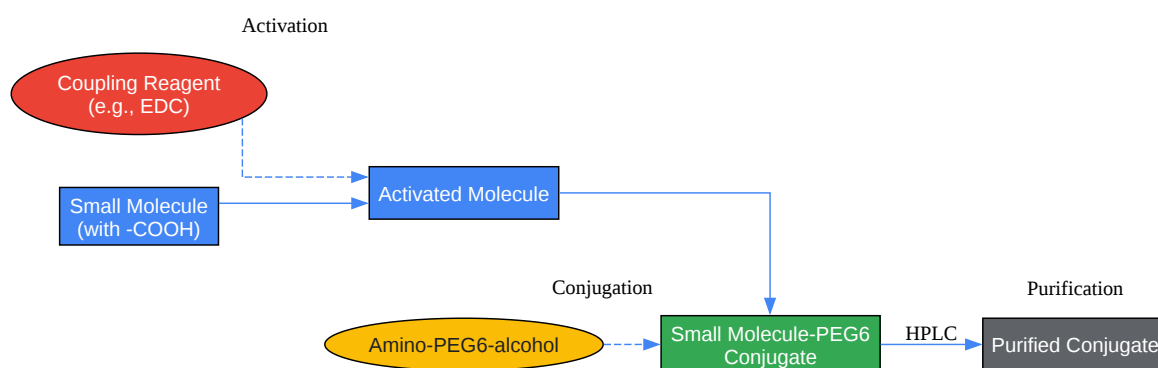 Activation
Coupling Reagent
(e.g., EDC)
Small Molecule
(with -COOH)
Activated Molecule
Conjugation
Purification
Amino-PEG6-alcohol
Small Molecule-PEG6
Conjugate
HPLC
Purified Conjugate